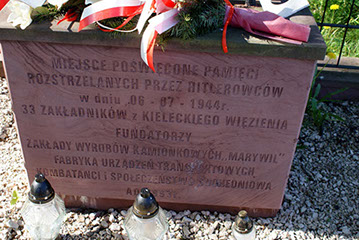 MIEJSCE POŚWIĘCONE PAMIĘCI
ROZSTRZELANYCH PRZEZ HITLEROWCÓW
w dniu 08-07-1944r.
33 ZAKŁADNIKÓW z KIELECKIEGO WIĘZIENIA
FUNDATORZY
ZAKŁADY WYROBÓW KAMIONKOWYCH „MARYWIL”
FABRYKA URZĄDZEŃ TRANSPORTOWYCH
KOMBATANCI i SPOŁECZEŃSTWO